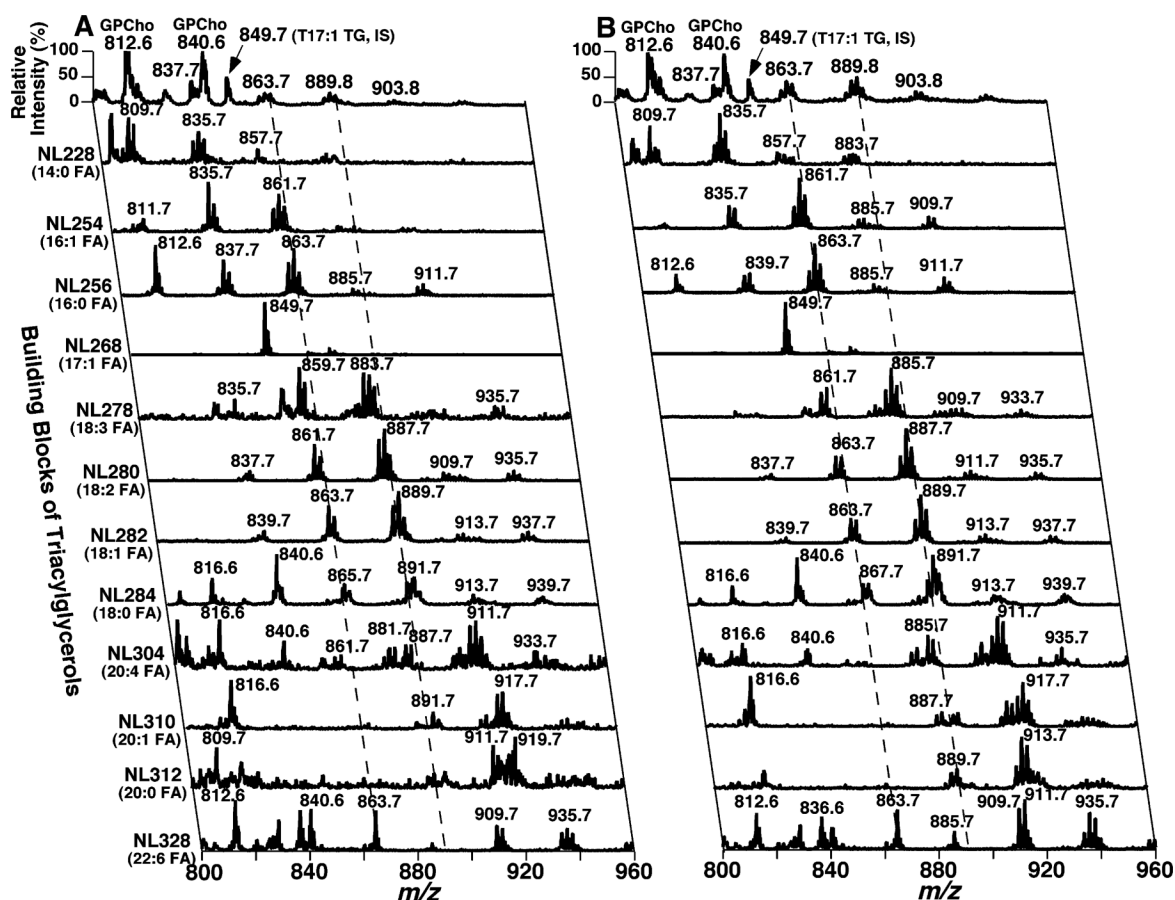 A
GPCho GPCho
812.6 840.6
849.7 (T17:1 TG, IS)
Relative
Intensity (%)
100
50
0
837.7 863.7 889.8 903.8
NL228
(14:0 FA)
809.7 835.7 857.7
NL254
(16:1 FA)
811.7 835.7 861.7
NL256
(16:0 FA)
812.6 837.7 863.7 885.7 911.7
NL268
(17:1 FA)
849.7
NL278
(18:3 FA)
835.7 859.7 883.7 935.7
NL280
(18:2 FA)
837.7 861.7 887.7 909.7 935.7
NL282
(18:1 FA)
839.7 863.7 889.7 913.7 937.7
NL284
(18:0 FA)
816.6 840.6 865.7 891.7 913.7 939.7
NL304
(20:4 FA)
816.6 840.6 861.7 881.7 887.7 911.7 933.7
NL310
(20:1 FA)
816.6 891.7 917.7
NL312
(20:0 FA)
809.7 911.7 919.7
NL328
(22:6 FA)
812.6 840.6 863.7 909.7 935.7
800 840 880 920 960
m/z
Building Blocks of Triacylglycerols
B
GPCho GPCho
812.6 840.6
849.7 (T17:1 TG, IS)
100
50
0
837.7 863.7 889.8 903.8
809.7 835.7 857.7 883.7
835.7 861.7 885.7 909.7
812.6 839.7 863.7 885.7 911.7
849.7
861.7 885.7 909.7 933.7
837.7 863.7 887.7 911.7 935.7
839.7 863.7 889.7 913.7 937.7
816.6 840.6 867.7 891.7 913.7 939.7
816.6 840.6 885.7 911.7 935.7
816.6 887.7 917.7
889.7 913.7
812.6 836.6 863.7 885.7 909.7 911.7 935.7
800 840 880 920 960
m/z